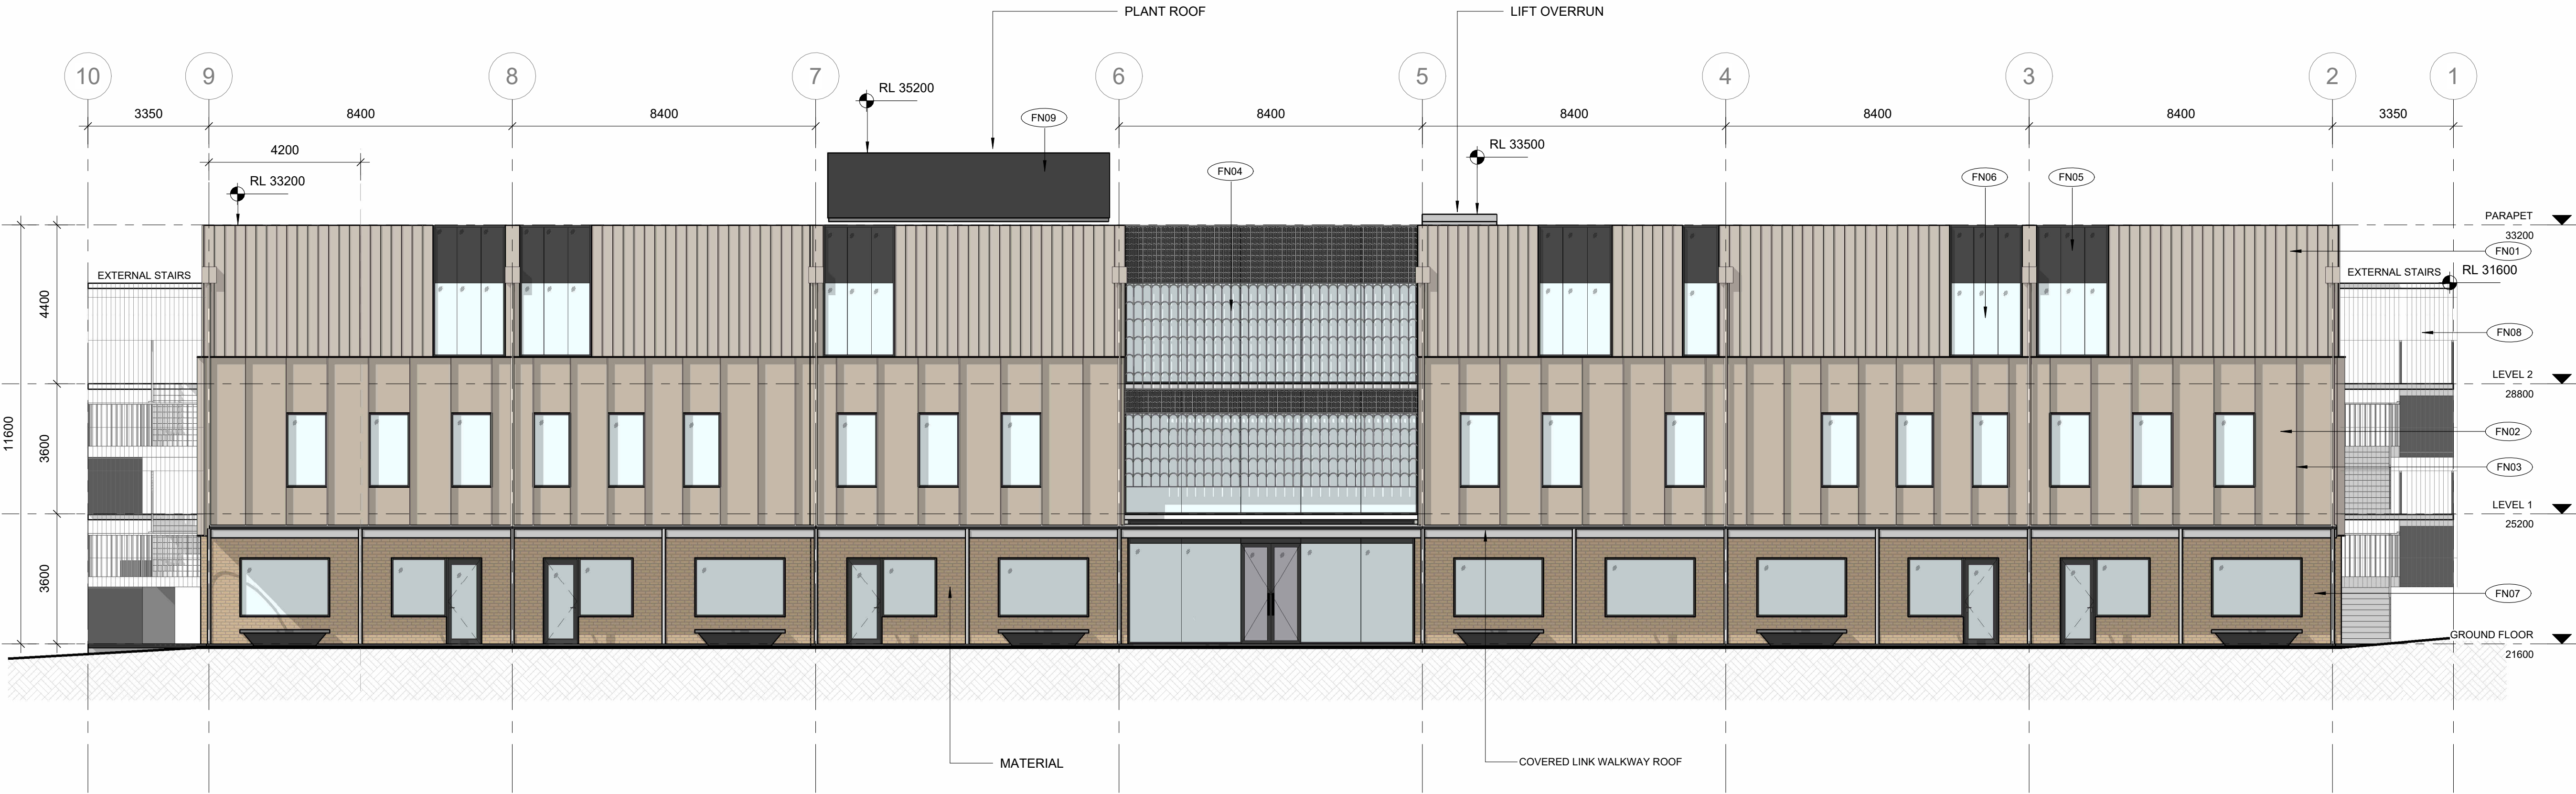 PLANT ROOF
LIFT OVERRUN
10
9
8
7
6
5
4
3
2
1
RL 35200
3350
8400
8400
FN09
8400
8400
8400
8400
3350
4200
RL 33500
RL 33200
FN04
FN06
FN05
PARAPET
33200
FN01
EXTERNAL STAIRS
EXTERNAL STAIRS
RL 31600
4400
FN08
LEVEL 2
28800
11600
3600
FN02
FN03
LEVEL 1
25200
3600
FN07
GROUND FLOOR
21600
MATERIAL
COVERED LINK WALKWAY ROOF